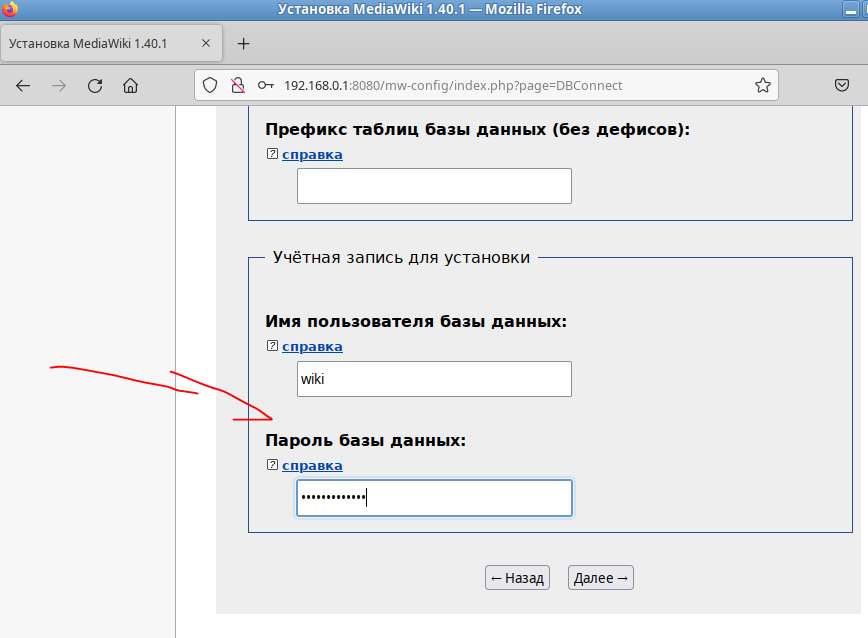 Установка MediaWiki 1.40.1 — Mozilla Firefox
Установка MediaWiki 1.40.1
192.168.0.1:8080/mw-config/index.php?page=DBConnect
Префикс таблиц базы данных (без дефисов):
? справка
Учётная запись для установки
Имя пользователя базы данных:
? справка
wiki
Пароль базы данных:
? справка
•••••••••••••
← Назад Далее →